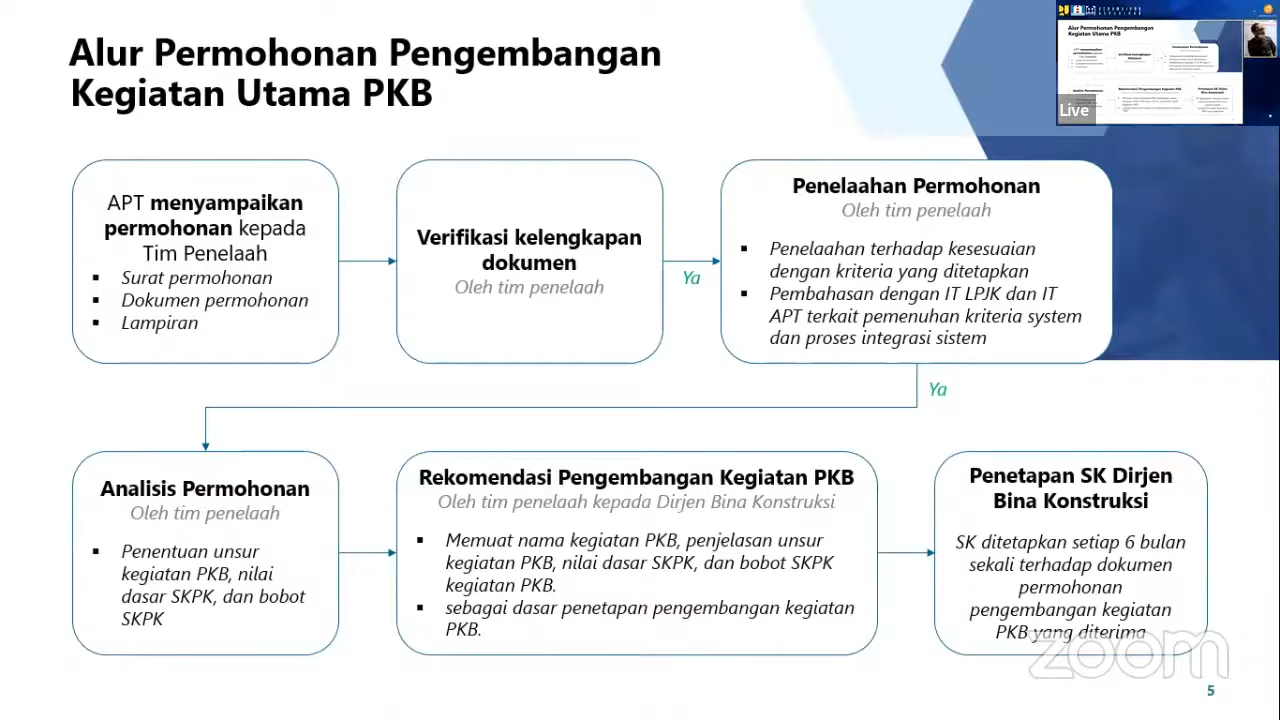 Alur Permohonan Pengembangan
Kegiatan Utama PKB
Alur Permohonan Pengembangan
Kegiatan Utama PKB
Live
APT menyampaikan
permohonan kepada
Tim Penelaah
▪ Surat permohonan
▪ Dokumen permohonan
▪ Lampiran
Verifikasi kelengkapan
dokumen
Oleh tim penelaah
Ya
Penelaahan Permohonan
Oleh tim penelaah
▪ Penelaahan terhadap kesesuaian
dengan kriteria yang ditetapkan
▪ Pembahasan dengan IT LPJK dan IT
APT terkait pemenuhan kriteria system
dan proses integrasi sistem
Ya
Analisis Permohonan
Oleh tim penelaah
▪ Penentuan unsur
kegiatan PKB, nilai
dasar SKPK, dan bobot
SKPK
Rekomendasi Pengembangan Kegiatan PKB
Oleh tim penelaah kepada Dirjen Bina Konstruksi
▪ Memuat nama kegiatan PKB, penjelasan unsur
kegiatan PKB, nilai dasar SKPK, dan bobot SKPK
kegiatan PKB.
▪ sebagai dasar penetapan pengembangan kegiatan
PKB.
Penetapan SK Dirjen
Bina Konstruksi
SK ditetapkan setiap 6 bulan
sekali terhadap dokumen
permohonan
pengembangan kegiatan
PKB yang diterima
zoom
5